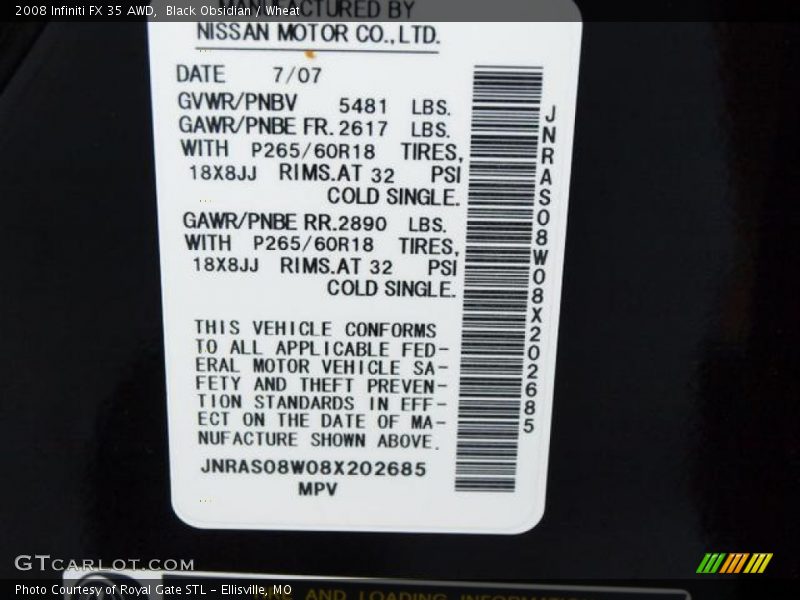 2008 Infiniti FX 35 AWD, Black Obsidian / Wheat
BY
NISSAN MOTOR CO., LTD.
DATE 7/07
GVWR/PNBV 5481 LBS.
GAWR/PNBE FR. 2617 LBS.
WITH P265/60R18 TIRES,
18X8JJ RIMS. AT 32 PSI
COLD SINGLE.
GAWR/PNBE RR. 2890 LBS.
WITH P265/60R18 TIRES,
18X8JJ RIMS. AT 32 PSI
COLD SINGLE.
THIS VEHICLE CONFORMS
TO ALL APPLICABLE FED-
ERAL MOTOR VEHICLE SA-
FETY AND THEFT PREVEN-
TION STANDARDS IN EFF-
ECT ON THE DATE OF MA-
NUFACTURE SHOWN ABOVE.
JNRAS08W08X202685
MPV
JNRAS08W08X202685
GTCARLOT.COM
AND LOADING INFORMATION
Photo Courtesy of Royal Gate STL - Ellisville, MO